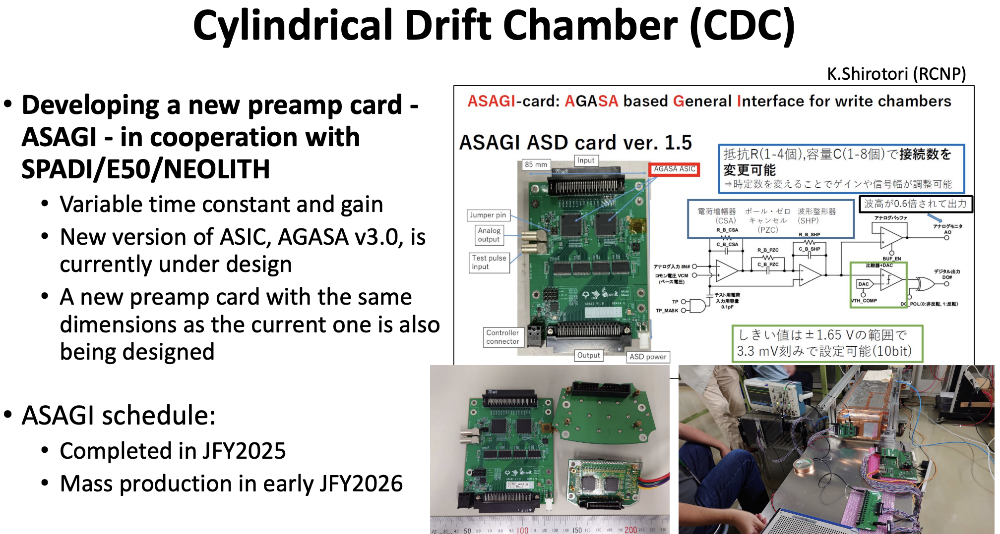 Cylindrical Drift Chamber (CDC)
K.Shirotori (RCNP)
• Developing a new preamp card -
ASAGI - in cooperation with
SPADI/E50/NEOLITH
• Variable time constant and gain
• New version of ASIC, AGASA v3.0, is
currently under design
• A new preamp card with the same
dimensions as the current one is also
being designed
• ASAGI schedule:
• Completed in JFY2025
• Mass production in early JFY2026
ASAGI-card: AGASA based General Interface for write chambers
ASAGI ASD card ver. 1.5
85 mm
Input
AGASA ASIC
Jumper pin
Analog
output
Test pulse
input
Controller
connector
Output
ASD power
ASAGI V1.5 OSAKA U.
抵抗R(1-4個),容量C(1-8個)で接続数を
変更可能
⇒時定数を変えることでゲインや信号幅が調整可能
波高が0.6倍されて出力
電荷増幅器
(CSA)
ポール・ゼロ
キャンセル
(PZC)
波形整形器
(SHP)
R_B_CSA
C_B_CSA
R_B_PZC
C_B_PZC
R_B_SHP
C_B_SHP
アナログバッファ
アナログモニタ
AO
BUF_EN
アナログ入力 IIN#
コモン電圧 VCM
(ベース電圧)
比較器+DAC
DAC
VTH_COMP
デジタル出力
DO#
DO_POL(0:非反転, 1:反転)
TP
TP_MASK
テスト用電荷
入力用容量
0.1pF
しきい値は±1.65 Vの範囲で
3.3 mV刻みで設定可能(10bit)
RCNP ASAGI
V1.5 No.2
20 30 40 50 60 70 80 90 100 110 120 130 140 150 160 170 180 190 200 210 220 230